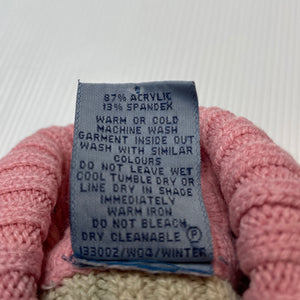 87% ACRYLIC
13% SPANDEX
WARM OR COLD
MACHINE WASH
GARMENT INSIDE OUT
WASH WITH SIMILAR
COLOURS
DO NOT LEAVE WET
COOL TUMBLE DRY OR
LINE DRY IN SHADE
IMMEDIATELY
WARM IRON
DO NOT BLEACH
DRY CLEANABLE Ⓟ
133002/W04/WINTER